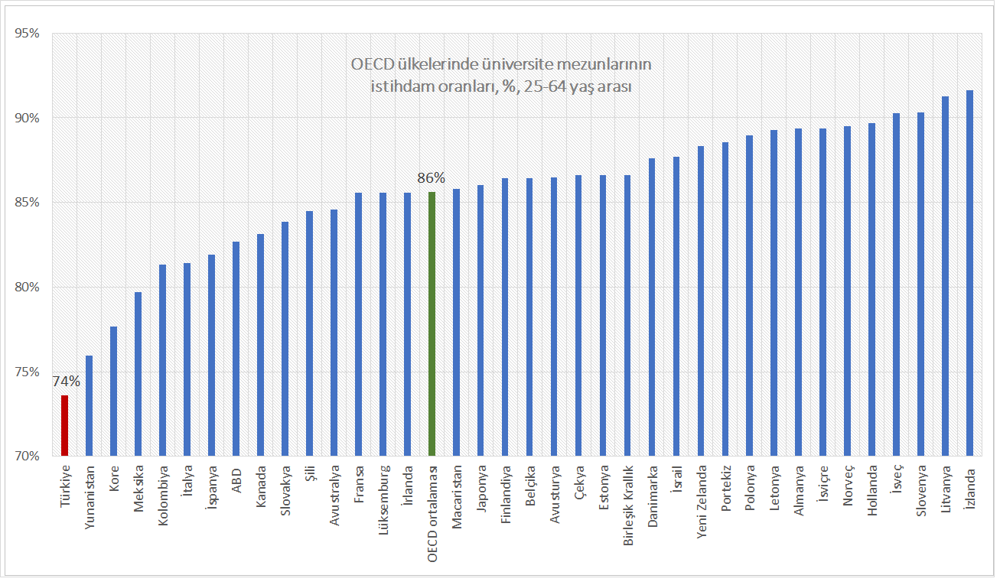 95%
OECD ülkelerinde üniversite mezunlarının
istihdam oranları, %, 25-64 yaş arası
90%
86%
85%
80%
75%
74%
70%
Türkiye
Yunanistan
Kore
Meksika
Kolombiya
İtalya
İspanya
ABD
Kanada
Slovakya
Şili
Avustralya
Fransa
Lüksemburg
İrlanda
OECD ortalaması
Macaristan
Japonya
Finlandiya
Belçika
Avusturya
Çekya
Estonya
Birleşik Krallık
Danimarka
İsrail
Yeni Zelanda
Portekiz
Polonya
Letonya
Almanya
İsviçre
Norveç
Hollanda
İsveç
Slovenya
Litvanya
İzlanda